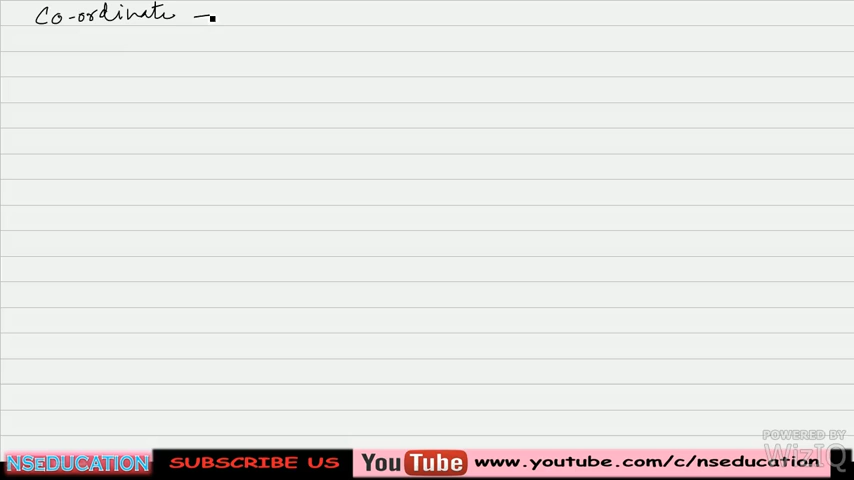 Co-ordinate -
POWERED BY
WizIQ
NSEDUCATION SUBSCRIBE US YouTube www.youtube.com/c/nseducation